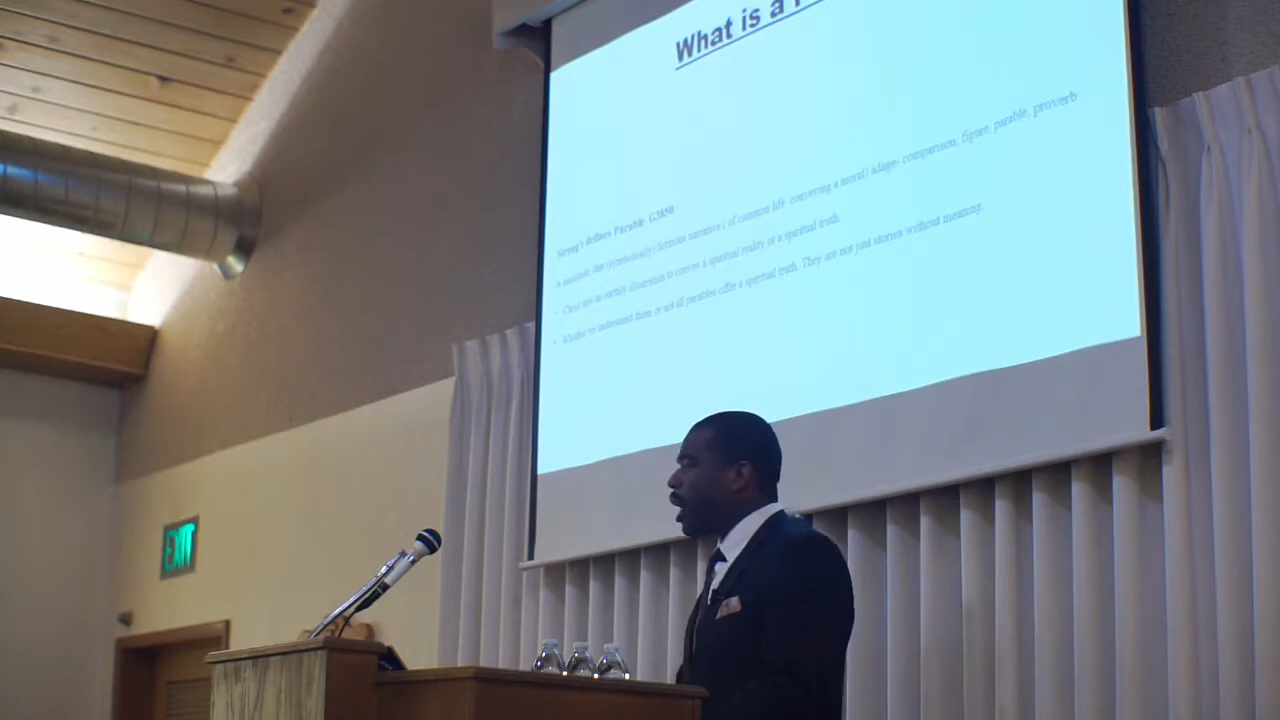 What is a
Strong's defines Parable G3850
a similitude, that (symbolically) fictitious narrative ( of common life conveying a moral) adage- comparison, figure, parable, proverb
Christ uses an earthly illustration to convey a spiritual reality or a spiritual truth.
Whether we understand them or not all parables offer a spiritual truth. They are not just stories without meaning.
EXIT